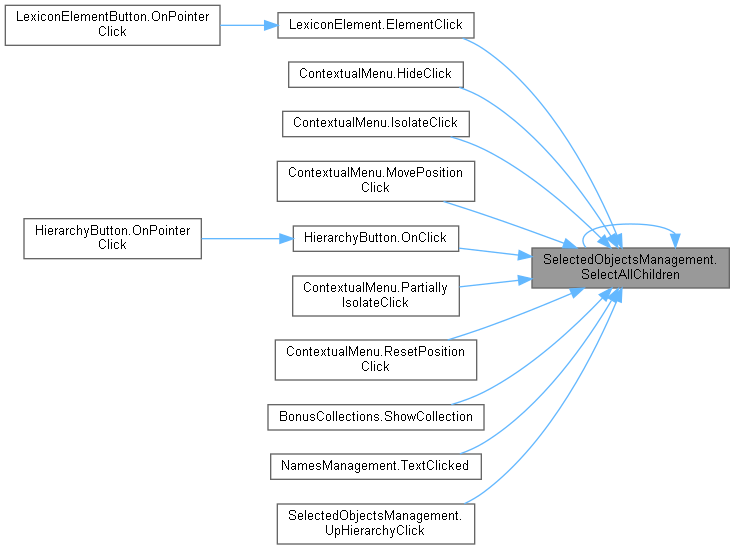 LexiconElementButton.OnPointer
Click
LexiconElement.ElementClick
ContextualMenu.HideClick
ContextualMenu.IsolateClick
ContextualMenu.MovePosition
Click
HierarchyButton.OnPointer
Click
HierarchyButton.OnClick
SelectedObjectsManagement.
SelectAllChildren
ContextualMenu.Partially
IsolateClick
ContextualMenu.ResetPosition
Click
BonusCollections.ShowCollection
NamesManagement.TextClicked
SelectedObjectsManagement.
UpHierarchyClick